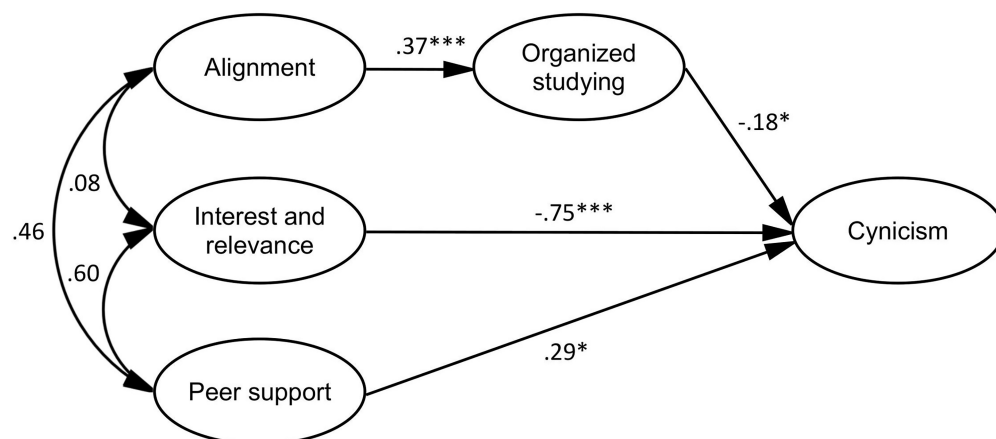 Alignment
.37***
Organized
studying
-.18*
.08
.46
Interest and
relevance
-.75***
Cynicism
.60
.29*
Peer support